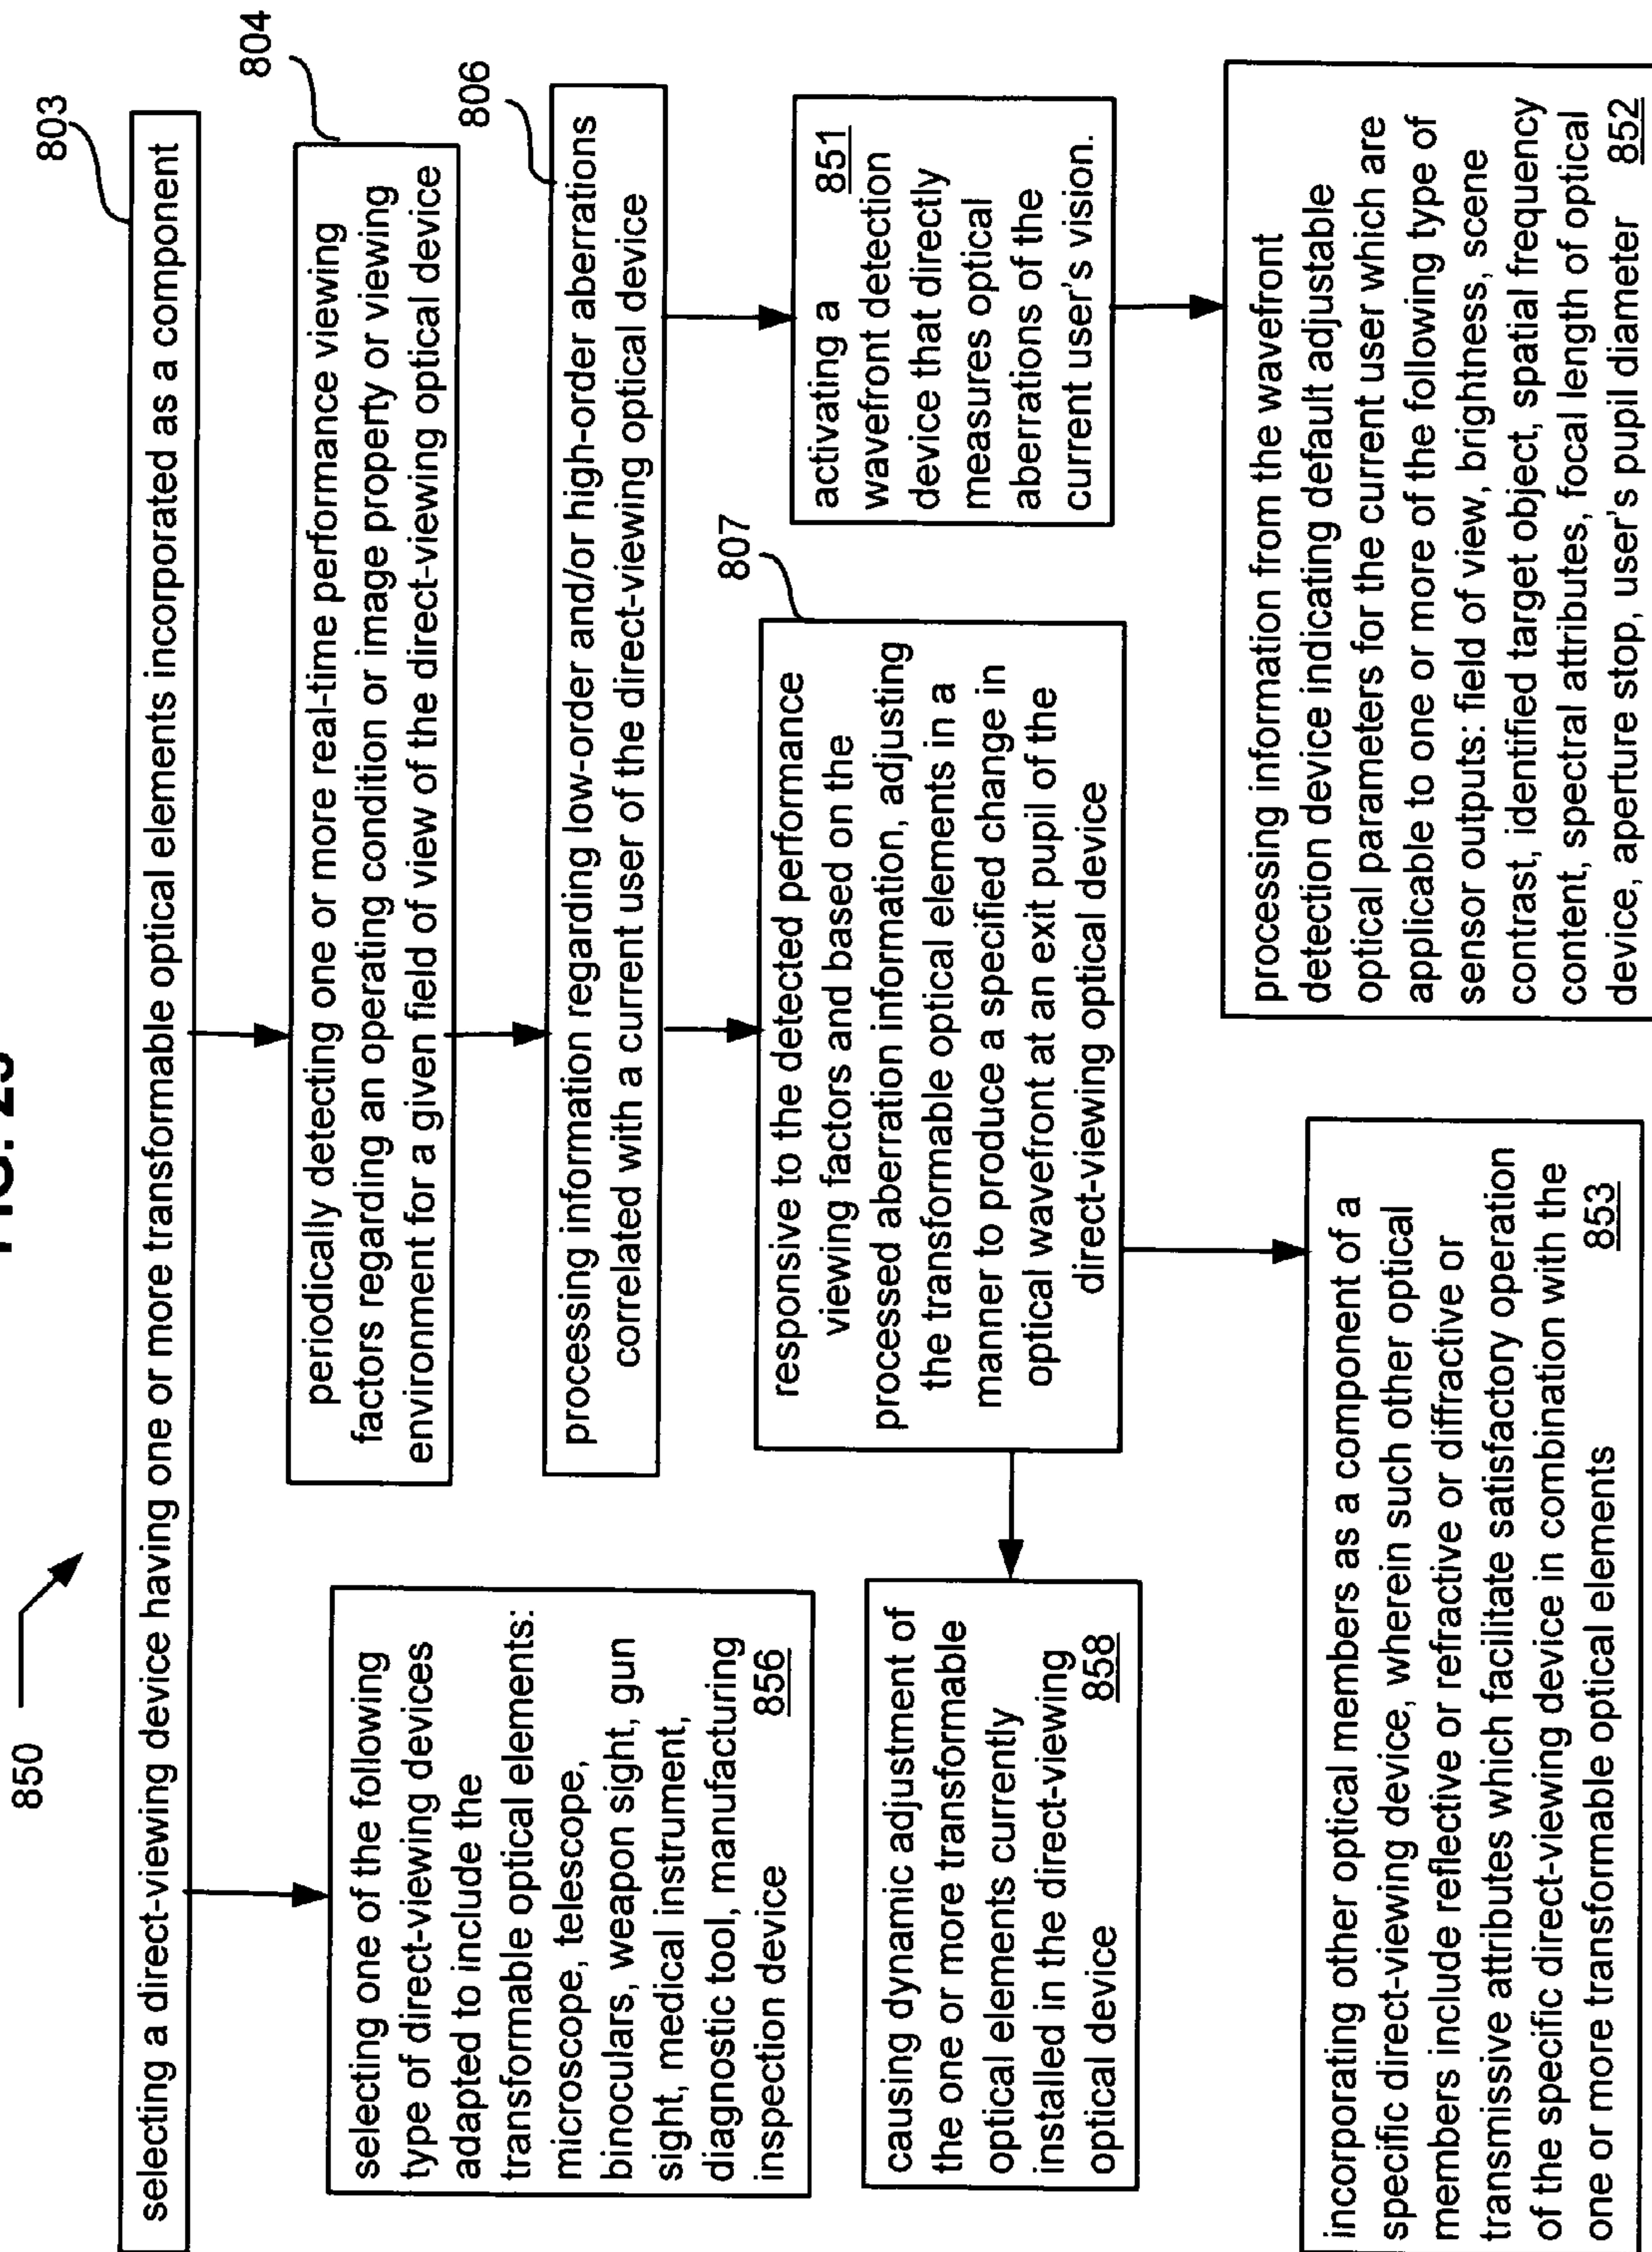 FIG.
850
selecting a direct-viewing device having one or more transformable optical elements incorporated as a component
803
804
periodically detecting one or more real-time performance viewing
factors regarding an operating condition or image property or viewing
environment for a given field of view of the direct-viewing optical device
806
processing information regarding low-order and/or high-order aberrations
correlated with a current user of the direct-viewing optical device
selecting one of the following
type of direct-viewing devices
adapted to include the
transformable optical elements:
microscope, telescope,
binoculars, weapon sight, gun
sight, medical instrument,
diagnostic tool, manufacturing
inspection device 856
807
responsive to the detected performance
viewing factors and based on the
processed aberration information, adjusting
the transformable optical elements in a
manner to produce a specified change in
optical wavefront at an exit pupil of the
direct-viewing optical device
activating a 851
wavefront detection
device that directly
measures optical
aberrations of the
current user's vision.
causing dynamic adjustment of
the one or more transformable
optical elements currently
installed in the direct-viewing
optical device 858
processing information from the wavefront
detection device indicating default adjustable
optical parameters for the current user which are
applicable to one or more of the following type of
sensor outputs: field of view, brightness, scene
contrast, identified target object, spatial frequency
content, spectral attributes, focal length of optical
device, aperture stop, user's pupil diameter 852
incorporating other optical members as a component of a
specific direct-viewing device, wherein such other optical
members include reflective or refractive or diffractive or
transmissive attributes which facilitate satisfactory operation
of the specific direct-viewing device in combination with the
one or more transformable optical elements 853